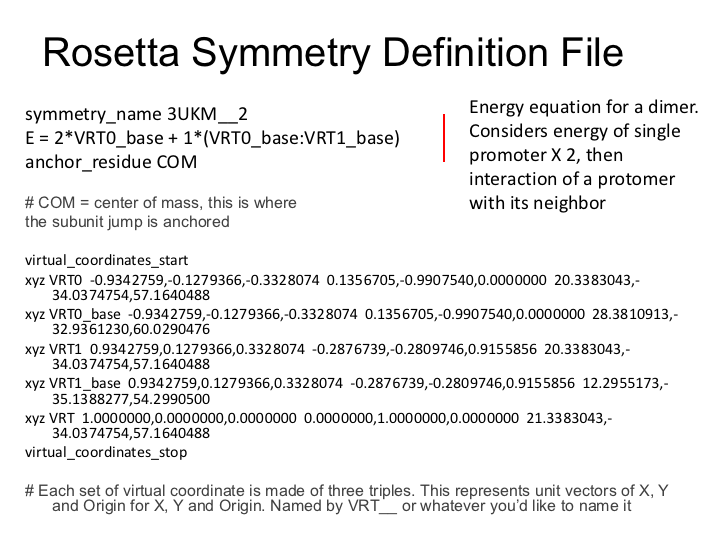 Rosetta Symmetry Definition File
symmetry_name 3UKM__2
E = 2*VRT0_base + 1*(VRT0_base:VRT1_base)
anchor_residue COM
Energy equation for a dimer.
Considers energy of single
promoter X 2, then
interaction of a protomer
with its neighbor
# COM = center of mass, this is where
the subunit jump is anchored
virtual_coordinates_start
xyz VRT0 -0.9342759,-0.1279366,-0.3328074 0.1356705,-0.9907540,0.0000000 20.3383043,-
34.0374754,57.1640488
xyz VRT0_base -0.9342759,-0.1279366,-0.3328074 0.1356705,-0.9907540,0.0000000 28.3810913,-
32.9361230,60.0290476
xyz VRT1 0.9342759,0.1279366,0.3328074 -0.2876739,-0.2809746,0.9155856 20.3383043,-
34.0374754,57.1640488
xyz VRT1_base 0.9342759,0.1279366,0.3328074 -0.2876739,-0.2809746,0.9155856 12.2955173,-
35.1388277,54.2990500
xyz VRT 1.0000000,0.0000000,0.0000000 0.0000000,1.0000000,0.0000000 21.3383043,-
34.0374754,57.1640488
virtual_coordinates_stop
# Each set of virtual coordinate is made of three triples. This represents unit vectors of X, Y
and Origin for X, Y and Origin. Named by VRT__ or whatever you’d like to name it